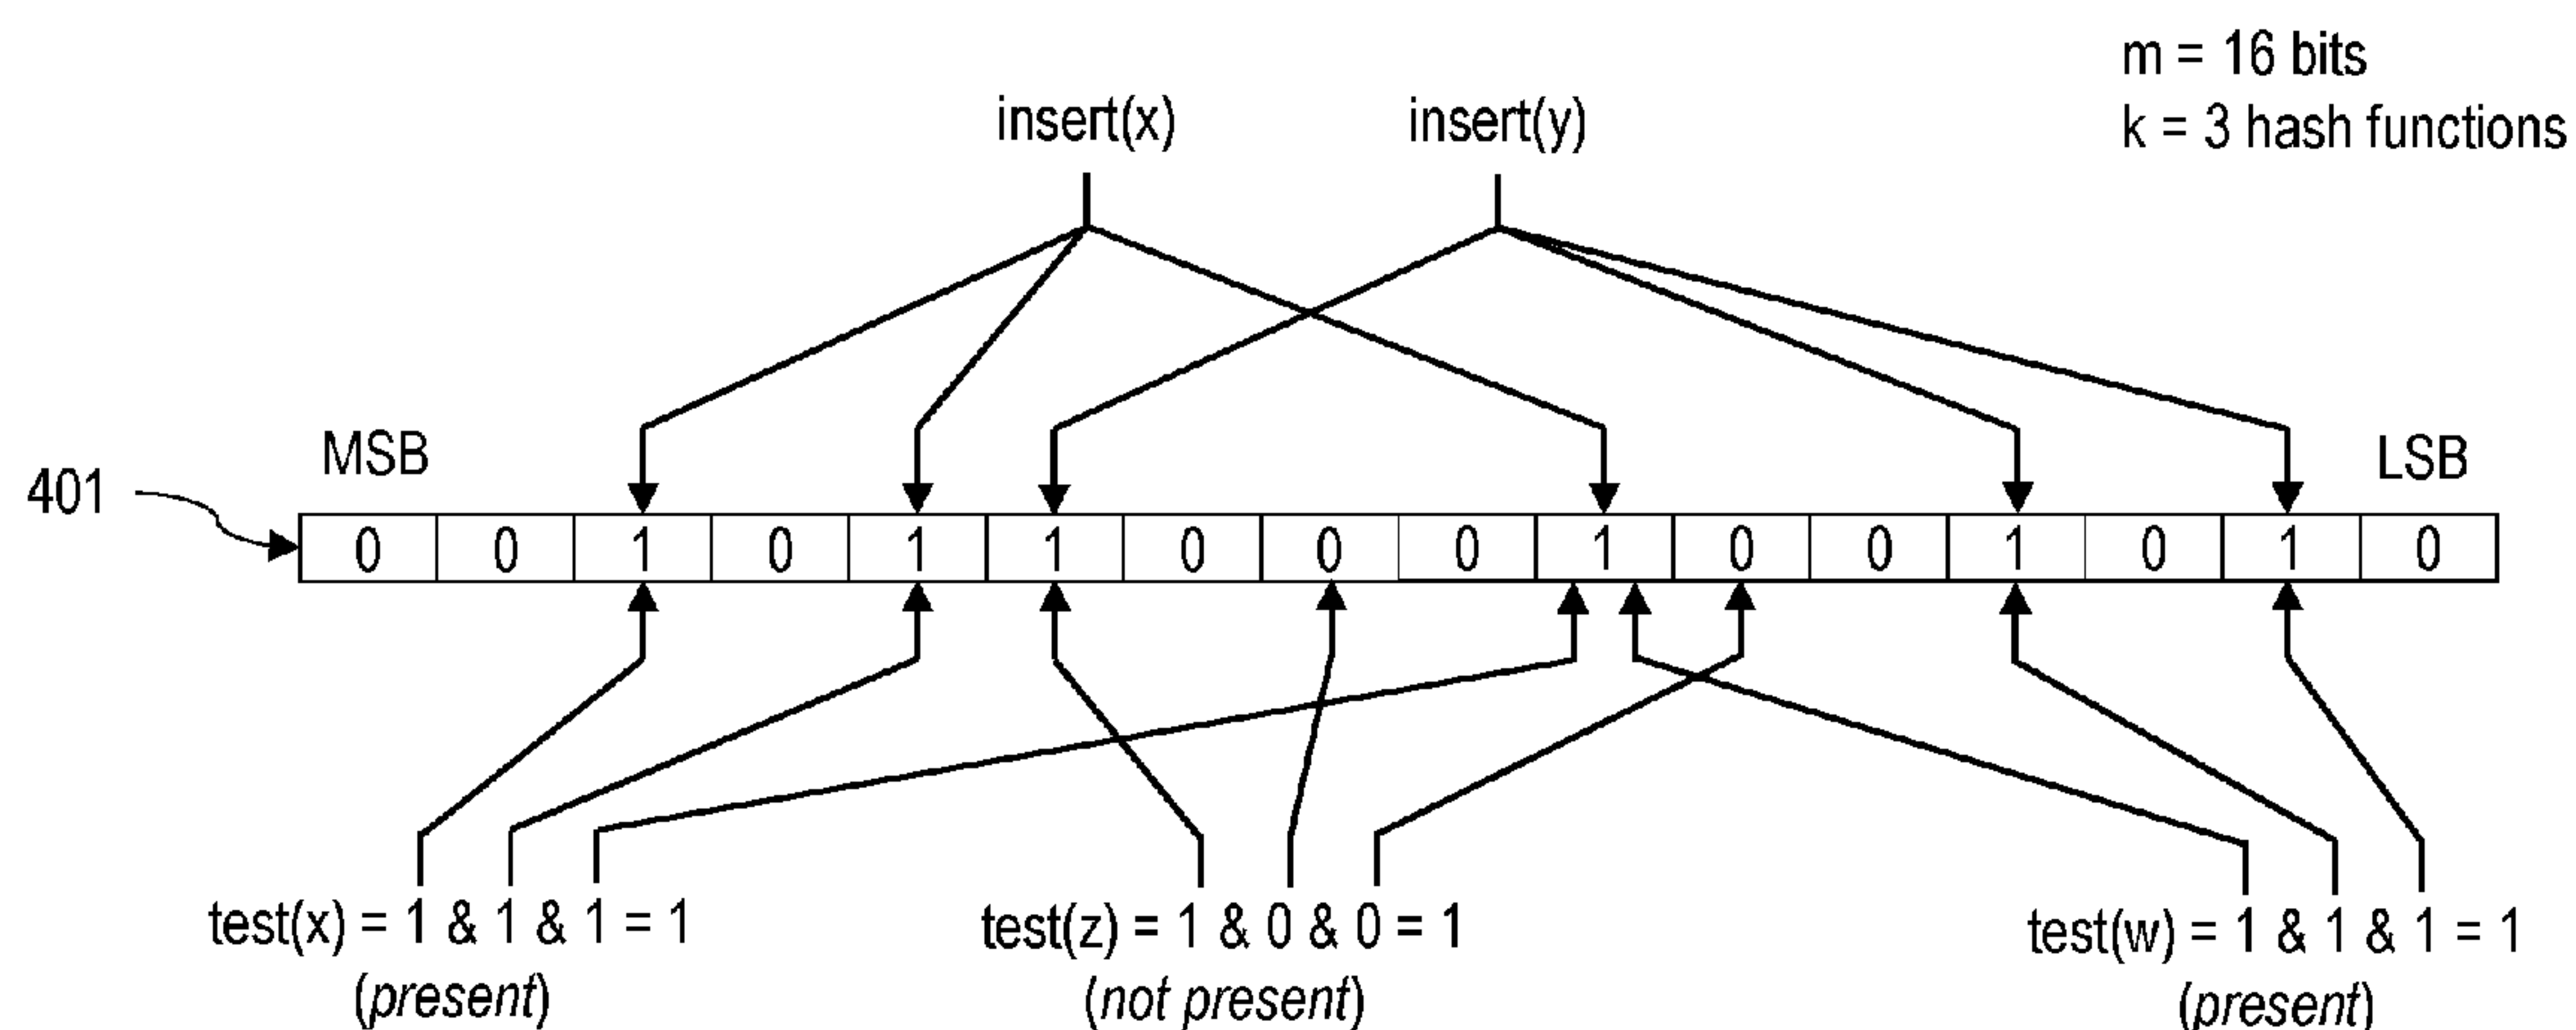 m = 16 bits
k = 3 hash functions
insert(x) insert(y)
MSB LSB
401
0 0 1 0 1 1 0 0 0 1 0 0 1 0 1 0
test(x) = 1 & 1 & 1 = 1 test(z) = 1 & 0 & 0 = 1 test(w) = 1 & 1 & 1 = 1
(present) (not present) (present)